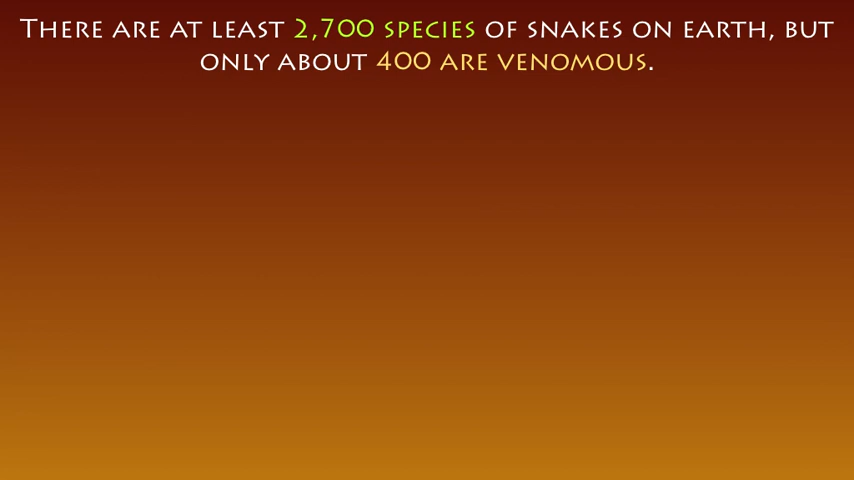 There are at least 2,700 species of snakes on earth, but
only about 400 are venomous.